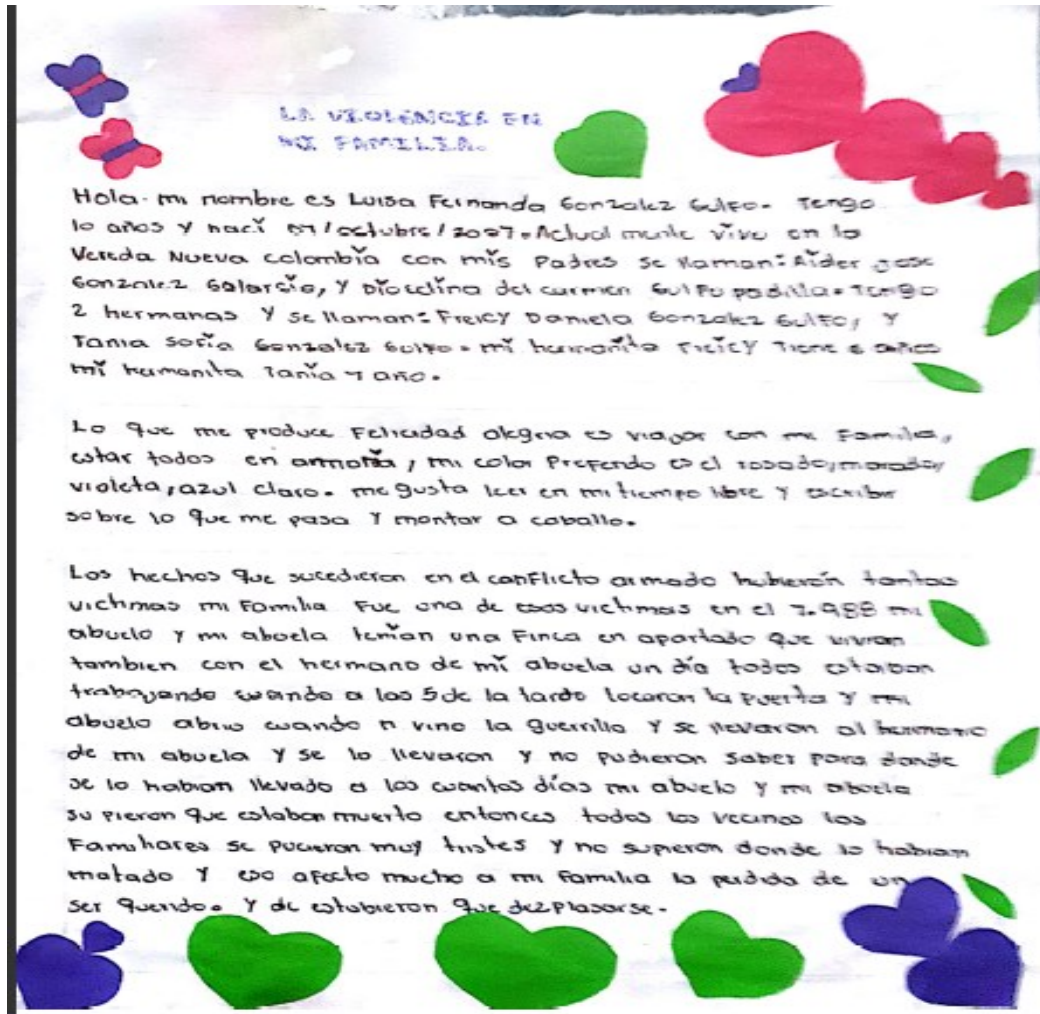 LA VIOLENCIA EN
MI FAMILIA.
Hola. mi nombre es Luisa Fernanda Gonzalez Gulfo. Tengo
10 años y naci 07/octubre/2007. Actual mente vivo en la
Vereda Nueva colombia con mis Padres se llaman: Aider Jose
Gonzalez Galarcio, y del carmen Gulfo padilla. Tengo
2 hermanas y se llaman: Freicy Daniela Gonzalez Gulfo, y
Tania Sofia Gonzalez Gulfo. mi hermanita Freicy Tiene 6 años
mi hermanita Tania 1 año.
Lo que me produce Felicidad alegria es viajar con mi Familia,
estar todos en armonia, mi color Preferido es el rosado, morado,
violeta, azul claro. me gusta leer en mi tiempo libre y escribir
sobre lo que me pasa y montar a caballo.
Los hechos que sucedieron en el conflicto armado hubieron tantas
victimas mi Familia Fue una de esas victimas en el 1.988 mi
abuelo y mi abuela tenian una Finca en apartado que vivian
tambien con el hermano de mi abuela un dia todos estaban
trabajando cuando a las 5 de la tarde tocaron la puerta y mi
abuelo abrio cuando vino la guerrilla y se llevaron al hermano
de mi abuela y se lo llevaron y no pudieron saber para donde
se lo habian llevado a los cuantos días mi abuelo y mi abuela
su pieron que estaban muerto entonces todos los vecinos los
Familiares se pucieron muy tristes y no supieron donde lo habian
matado y eso afecto mucho a mi Familia la perdida de un
ser querido. y de estubieron que dezplasarse.